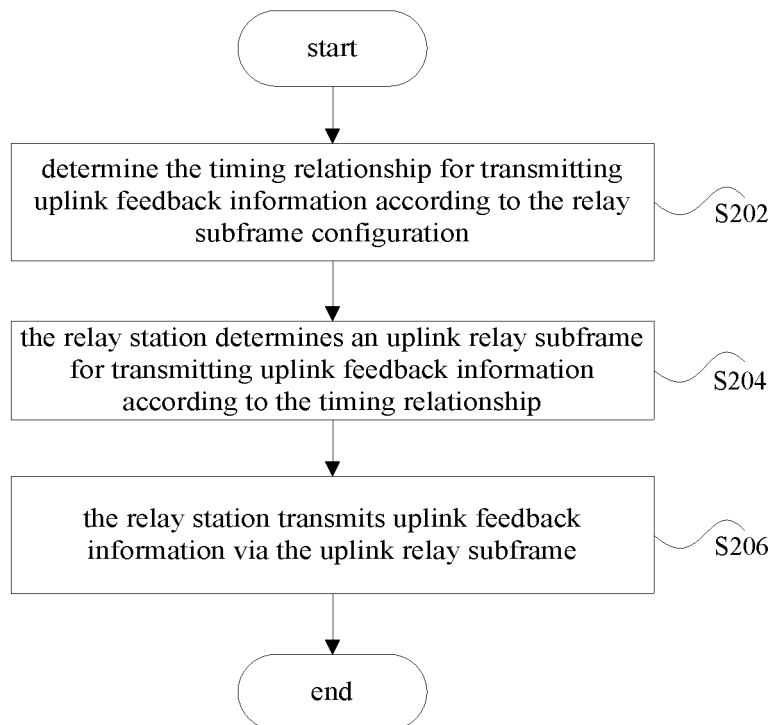 start
determine the timing relationship for transmitting
uplink feedback information according to the relay
subframe configuration
S202
the relay station determines an uplink relay subframe
for transmitting uplink feedback information
according to the timing relationship
S204
the relay station transmits uplink feedback
information via the uplink relay subframe
S206
end